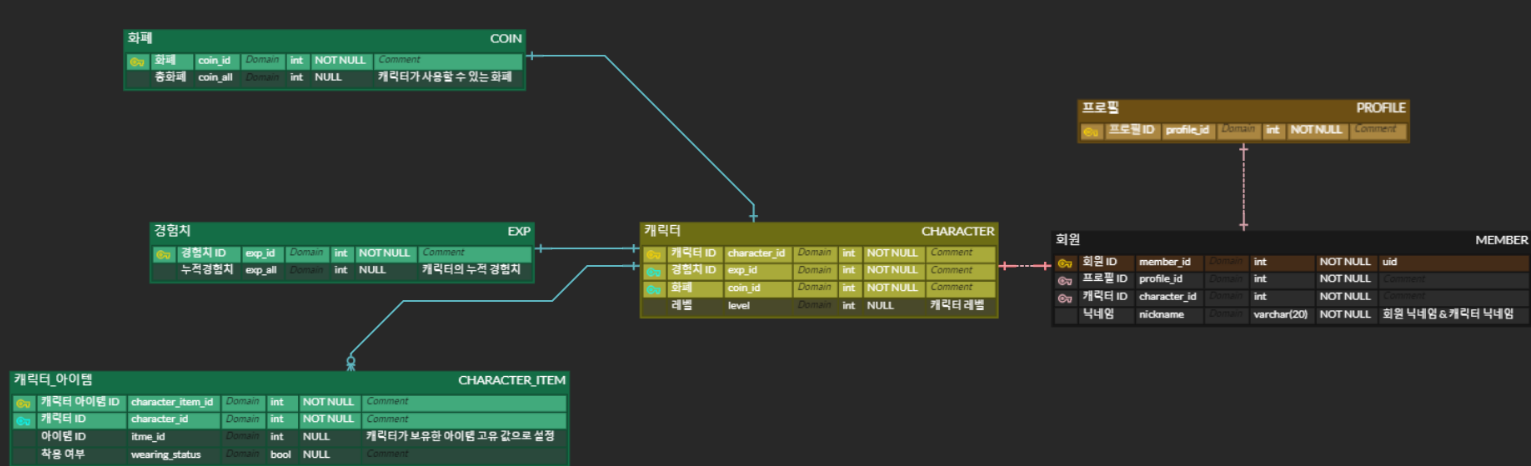 화폐 COIN
화폐 coin_id Domain int NOT NULL Comment
총화폐 coin_all Domain int NULL 캐릭터가 사용할 수 있는 화폐
프로필 PROFILE
프로필 ID profile_id Domain int NOT NULL Comment
경험치 EXP
경험치 ID exp_id Domain int NOT NULL Comment
누적경험치 exp_all Domain int NULL 캐릭터의 누적 경험치
캐릭터 CHARACTER
캐릭터 ID character_id Domain int NOT NULL Comment
경험치 ID exp_id Domain int NOT NULL Comment
화폐 coin_id Domain int NOT NULL Comment
레벨 level Domain int NULL 캐릭터 레벨
회원 MEMBER
회원 ID member_id Domain int NOT NULL uid
프로필 ID profile_id Domain int NOT NULL Comment
캐릭터 ID character_id Domain int NOT NULL Comment
닉네임 nickname Domain varchar(20) NOT NULL 회원 닉네임 & 캐릭터 닉네임
캐릭터_아이템 CHARACTER_ITEM
캐릭터 아이템 ID character_item_id Domain int NOT NULL Comment
캐릭터 ID character_id Domain int NOT NULL Comment
아이템 ID itme_id Domain int NULL 캐릭터가 보유한 아이템 고유 값으로 설정
착용 여부 wearing_status Domain bool NULL Comment